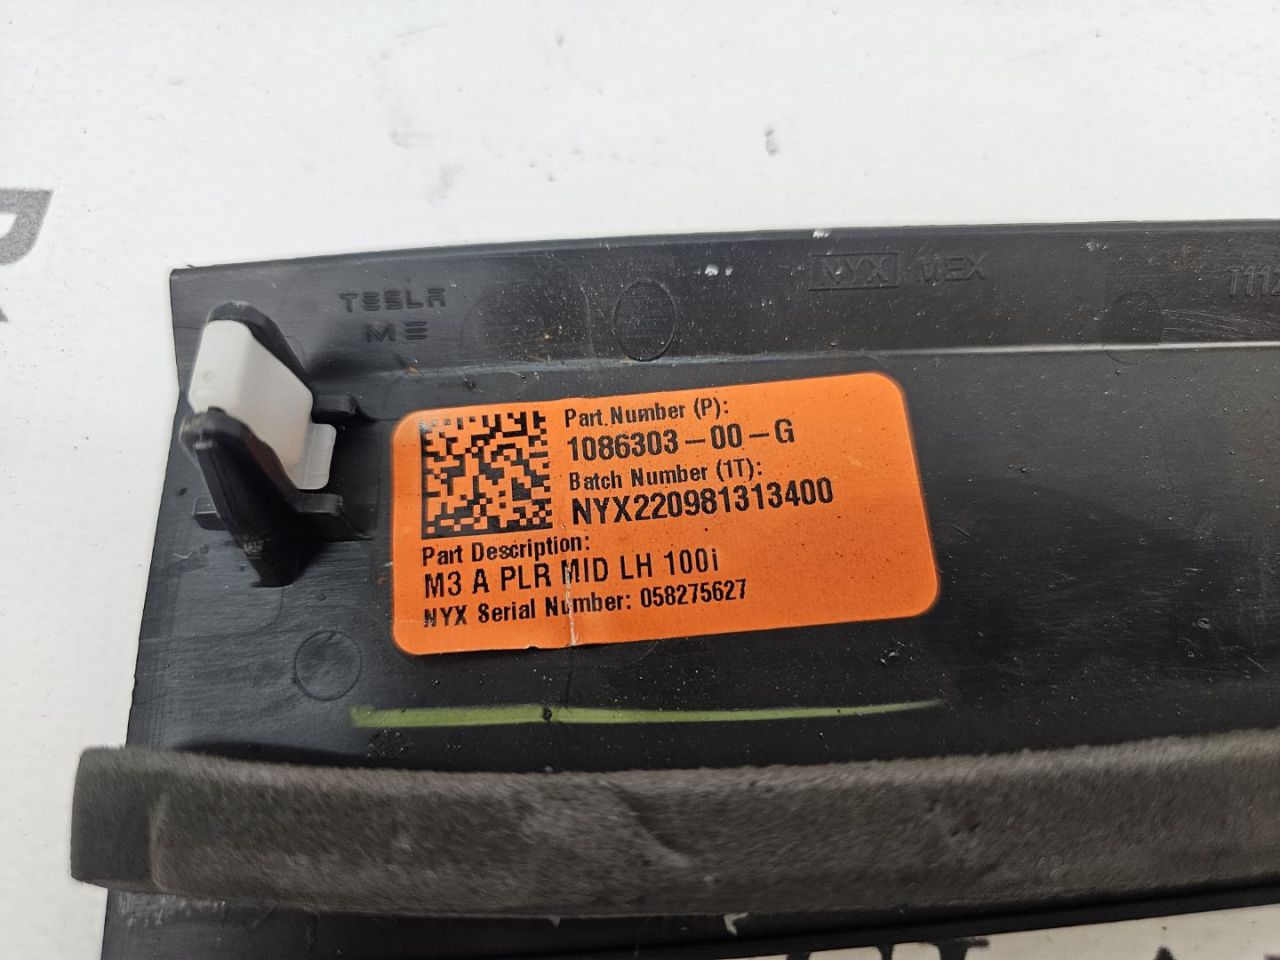 TESLA
M3
NYX MEX
Part Number (P):
1086303-00-G
Batch Number (1T):
NYX220981313400
Part Description:
M3 A PLR MID LH 100i
NYX Serial Number: 058275627